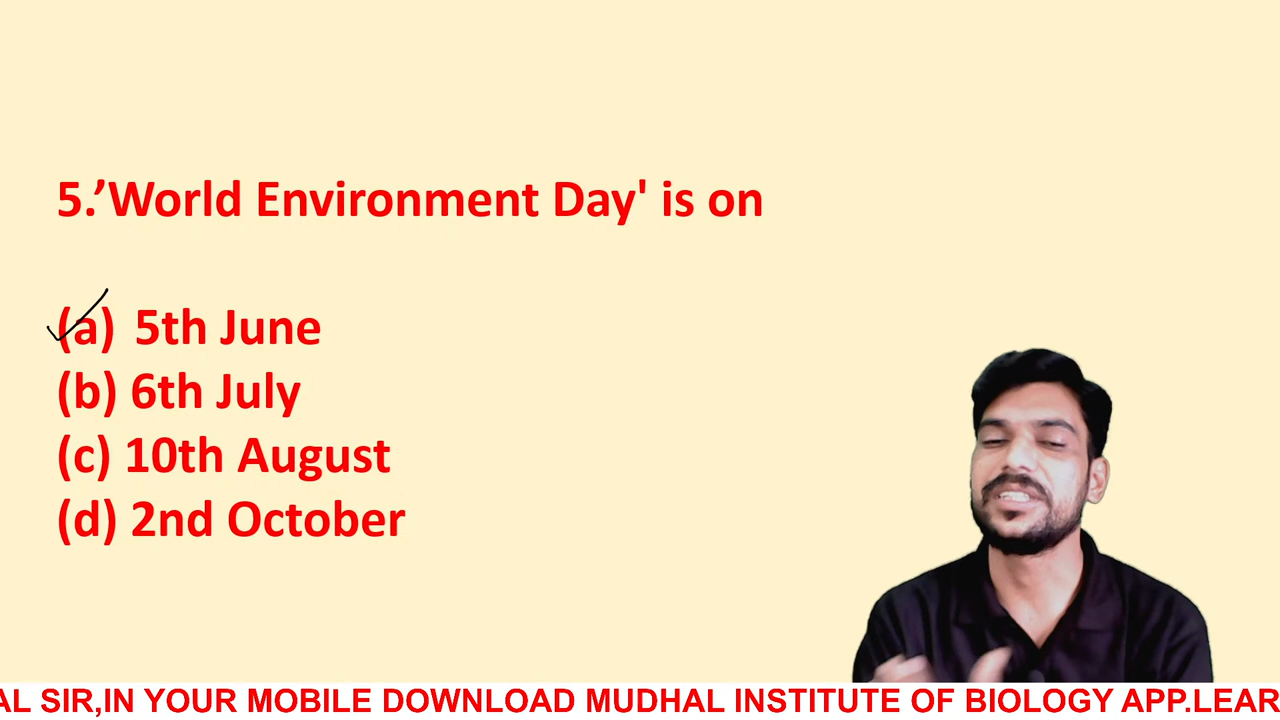 5.’World Environment Day' is on
(a) 5th June
(b) 6th July
(c) 10th August
(d) 2nd October
AL SIR,IN YOUR MOBILE DOWNLOAD MUDHAL INSTITUTE OF BIOLOGY APP.LEAR